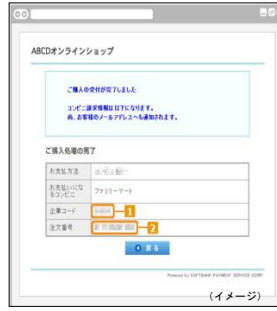 ABCDオンラインショップ
ご購入の受付が完了しました
コンビニ請求情報は以下になります。
尚、お客様のメールアドレスへも通知されます。
ご購入処理の完了
お支払方法
お支払いにな
るコンビニ
ファミリーマート
企業コード
1
注文番号
2
戻る
Powered by SOFTBANK PAYMENT SERVICE CORP.
(イメージ)